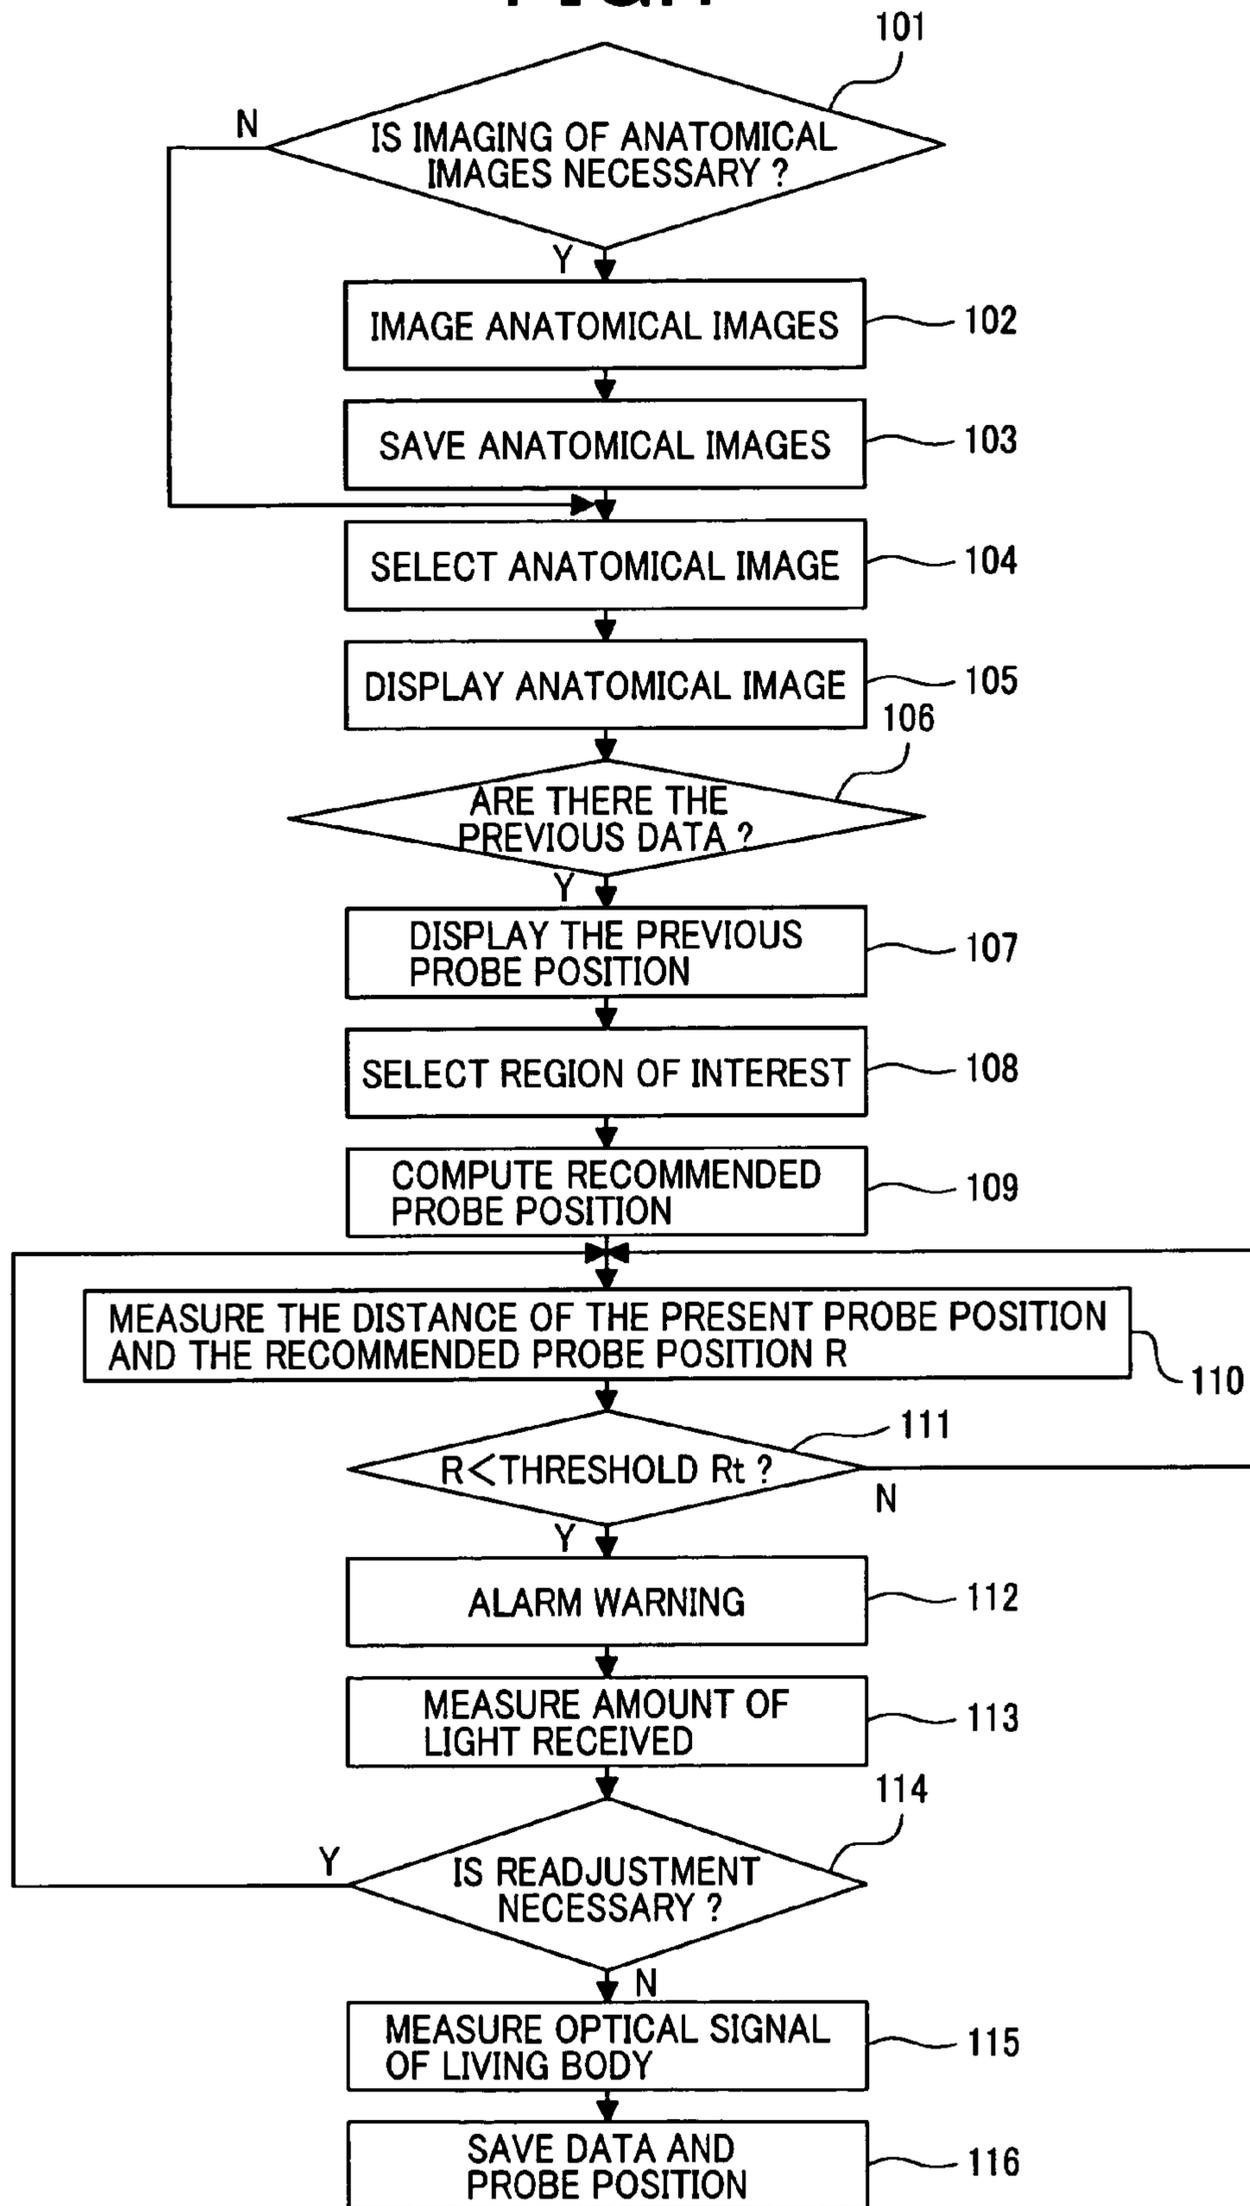 101
N
IS IMAGING OF ANATOMICAL
IMAGES NECESSARY ?
Y
IMAGE ANATOMICAL IMAGES
102
SAVE ANATOMICAL IMAGES
103
SELECT ANATOMICAL IMAGE
104
DISPLAY ANATOMICAL IMAGE
105
106
ARE THERE THE
PREVIOUS DATA ?
Y
DISPLAY THE PREVIOUS
PROBE POSITION
107
SELECT REGION OF INTEREST
108
COMPUTE RECOMMENDED
PROBE POSITION
109
MEASURE THE DISTANCE OF THE PRESENT PROBE POSITION
AND THE RECOMMENDED PROBE POSITION R
110
111
R<THRESHOLD Rt ?
N
Y
ALARM WARNING
112
MEASURE AMOUNT OF
LIGHT RECEIVED
113
114
Y
IS READJUSTMENT
NECESSARY ?
N
MEASURE OPTICAL SIGNAL
OF LIVING BODY
115
SAVE DATA AND
PROBE POSITION
116